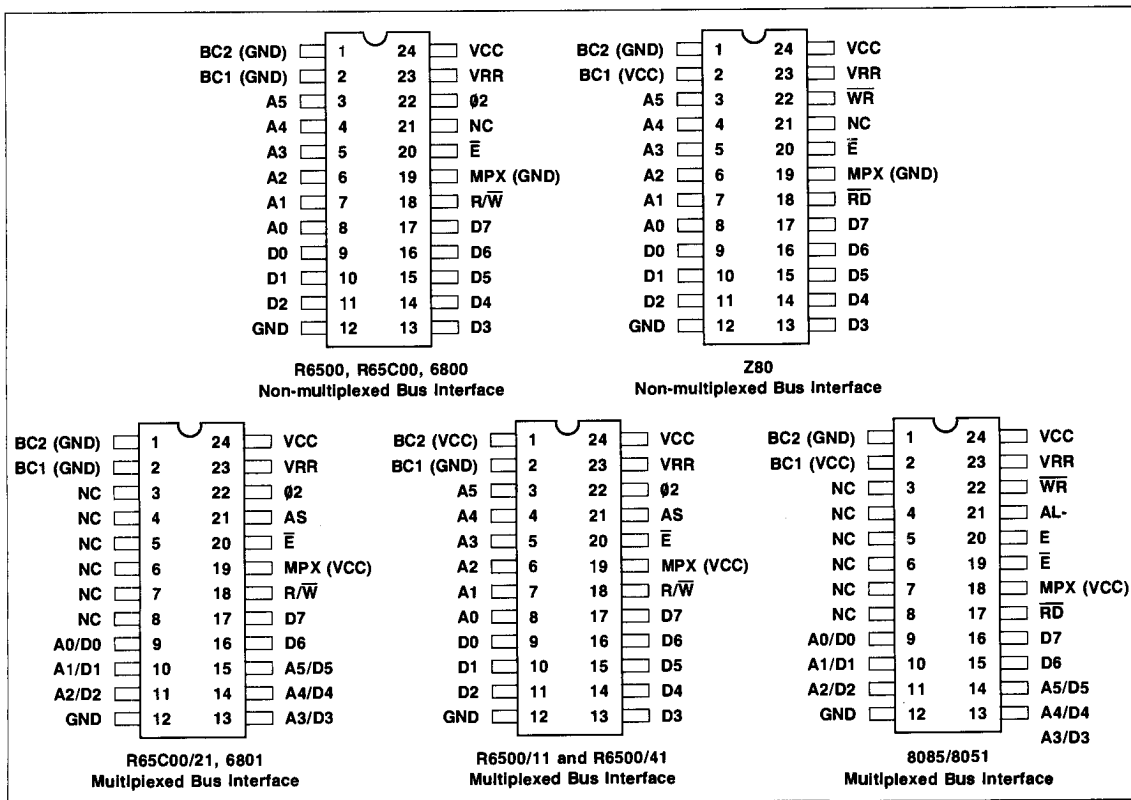 BC2 (GND) 1 24 VCC
BC1 (GND) 2 23 VRR
A5 3 22 Ø2
A4 4 21 NC
A3 5 20 E̅
A2 6 19 MPX (GND)
A1 7 18 R/W̅
A0 8 17 D7
D0 9 16 D6
D1 10 15 D5
D2 11 14 D4
GND 12 13 D3
R6500, R65C00, 6800
Non-multiplexed Bus Interface
BC2 (GND) 1 24 VCC
BC1 (VCC) 2 23 VRR
A5 3 22 W̅R̅
A4 4 21 NC
A3 5 20 E̅
A2 6 19 MPX (GND)
A1 7 18 R̅D̅
A0 8 17 D7
D0 9 16 D6
D1 10 15 D5
D2 11 14 D4
GND 12 13 D3
Z80
Non-multiplexed Bus Interface
BC2 (GND) 1 24 VCC
BC1 (GND) 2 23 VRR
NC 3 22 Ø2
NC 4 21 AS
NC 5 20 E̅
NC 6 19 MPX (VCC)
NC 7 18 R/W̅
NC 8 17 D7
A0/D0 9 16 D6
A1/D1 10 15 A5/D5
A2/D2 11 14 A4/D4
GND 12 13 A3/D3
R65C00/21, 6801
Multiplexed Bus Interface
BC2 (VCC) 1 24 VCC
BC1 (GND) 2 23 VRR
A5 3 22 Ø2
A4 4 21 AS
A3 5 20 E̅
A2 6 19 MPX (VCC)
A1 7 18 R/W̅
A0 8 17 D7
D0 9 16 D6
D1 10 15 D5
D2 11 14 D4
GND 12 13 D3
R6500/11 and R6500/41
Multiplexed Bus Interface
BC2 (GND) 1 24 VCC
BC1 (VCC) 2 23 VRR
NC 3 22 W̅R̅
NC 4 21 AL-
NC 5 20 E
NC 6 19 E̅
NC 7 18 MPX (VCC)
NC 8 17 R̅D̅
A0/D0 9 16 D7
A1/D1 10 15 D6
A2/D2 11 14 A5/D5
GND 12 13 A4/D4
A3/D3
8085/8051
Multiplexed Bus Interface